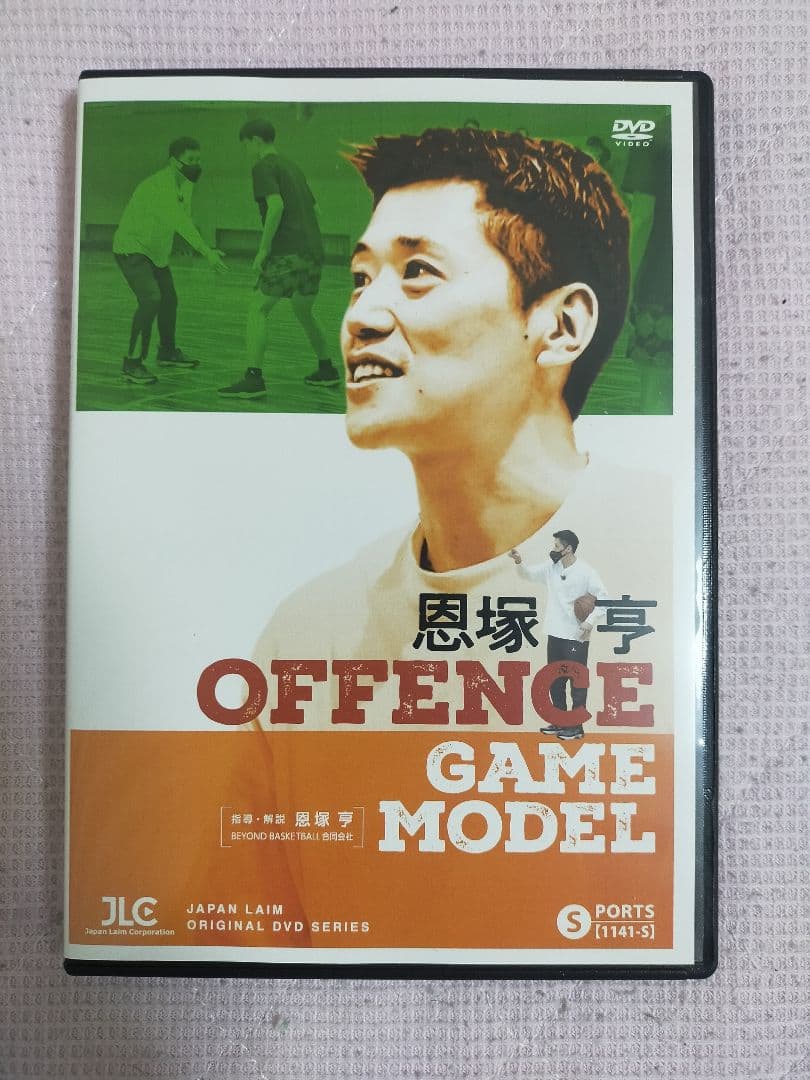 DVD
VIDEO
恩塚 亨
OFFENCE
GAME
MODEL
指導・解説 恩塚 亨
BEYOND BASKETBALL 合同会社
JLC
Japan Laim Corporation
JAPAN LAIM
ORIGINAL DVD SERIES
S PORTS
[1141-S]